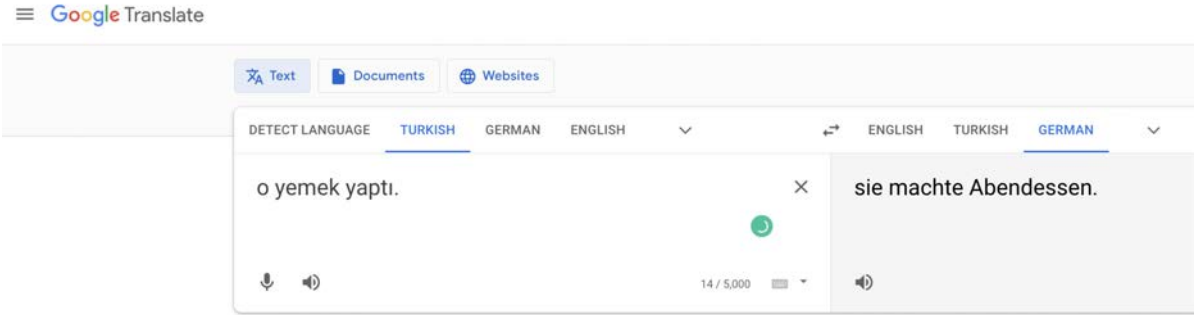 Google Translate
Text Documents Websites
DETECT LANGUAGE TURKISH GERMAN ENGLISH ENGLISH TURKISH GERMAN
o yemek yaptı. sie machte Abendessen.
14 / 5,000